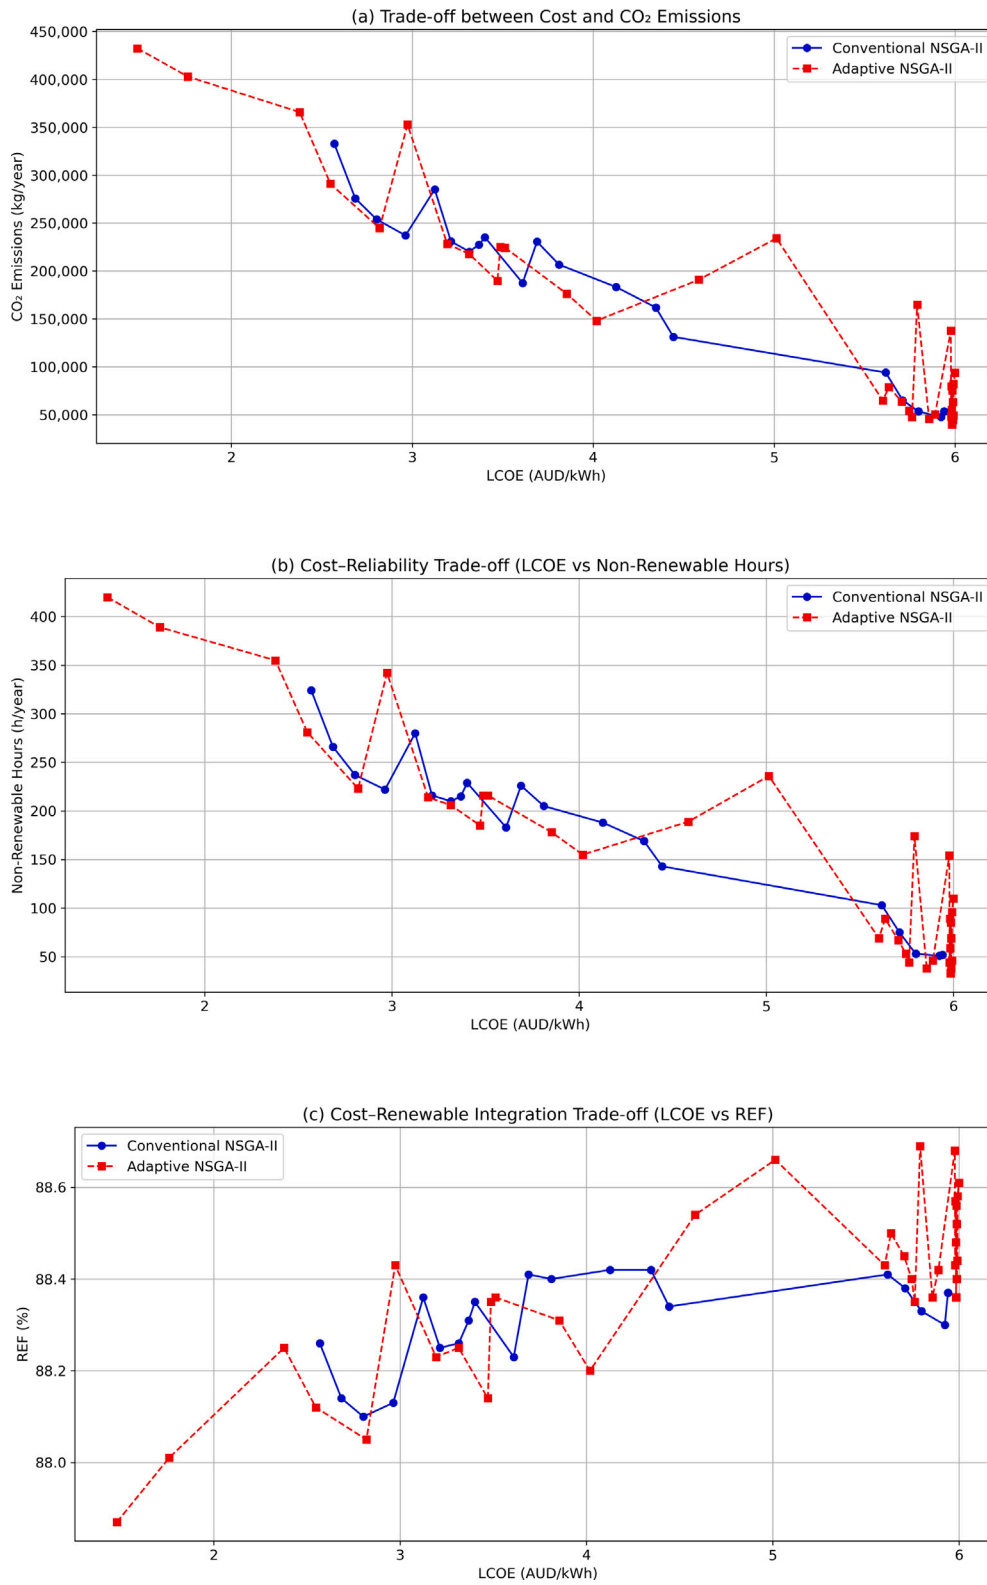 (a) Trade-off between Cost and CO₂ Emissions
450,000
400,000
350,000
300,000
250,000
200,000
150,000
100,000
50,000
CO₂ Emissions (kg/year)
Conventional NSGA-II
Adaptive NSGA-II
2 3 4 5 6
LCOE (AUD/kWh)
(b) Cost–Reliability Trade-off (LCOE vs Non-Renewable Hours)
400
350
300
250
200
150
100
50
Non-Renewable Hours (h/year)
Conventional NSGA-II
Adaptive NSGA-II
2 3 4 5 6
LCOE (AUD/kWh)
(c) Cost–Renewable Integration Trade-off (LCOE vs REF)
Conventional NSGA-II
Adaptive NSGA-II
88.6
88.4
88.2
88.0
REF (%)
2 3 4 5 6
LCOE (AUD/kWh)